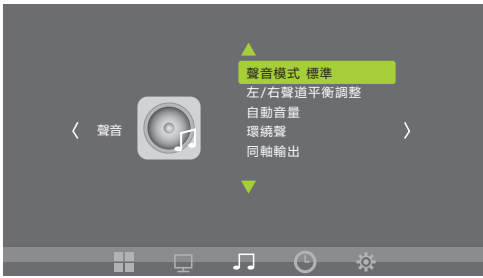 聲音
聲音模式 標準
左/右聲道平衡調整
自動音量
環繞聲
同軸輸出